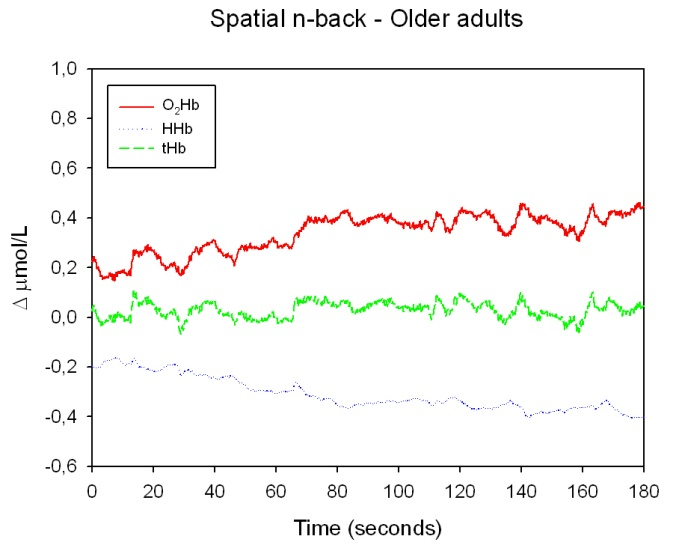 Spatial n-back - Older adults
1,0
0,8
0,6
0,4
0,2
0,0
-0,2
-0,4
-0,6
Δ μmol/L
O₂Hb
HHb
tHb
0 20 40 60 80 100 120 140 160 180
Time (seconds)